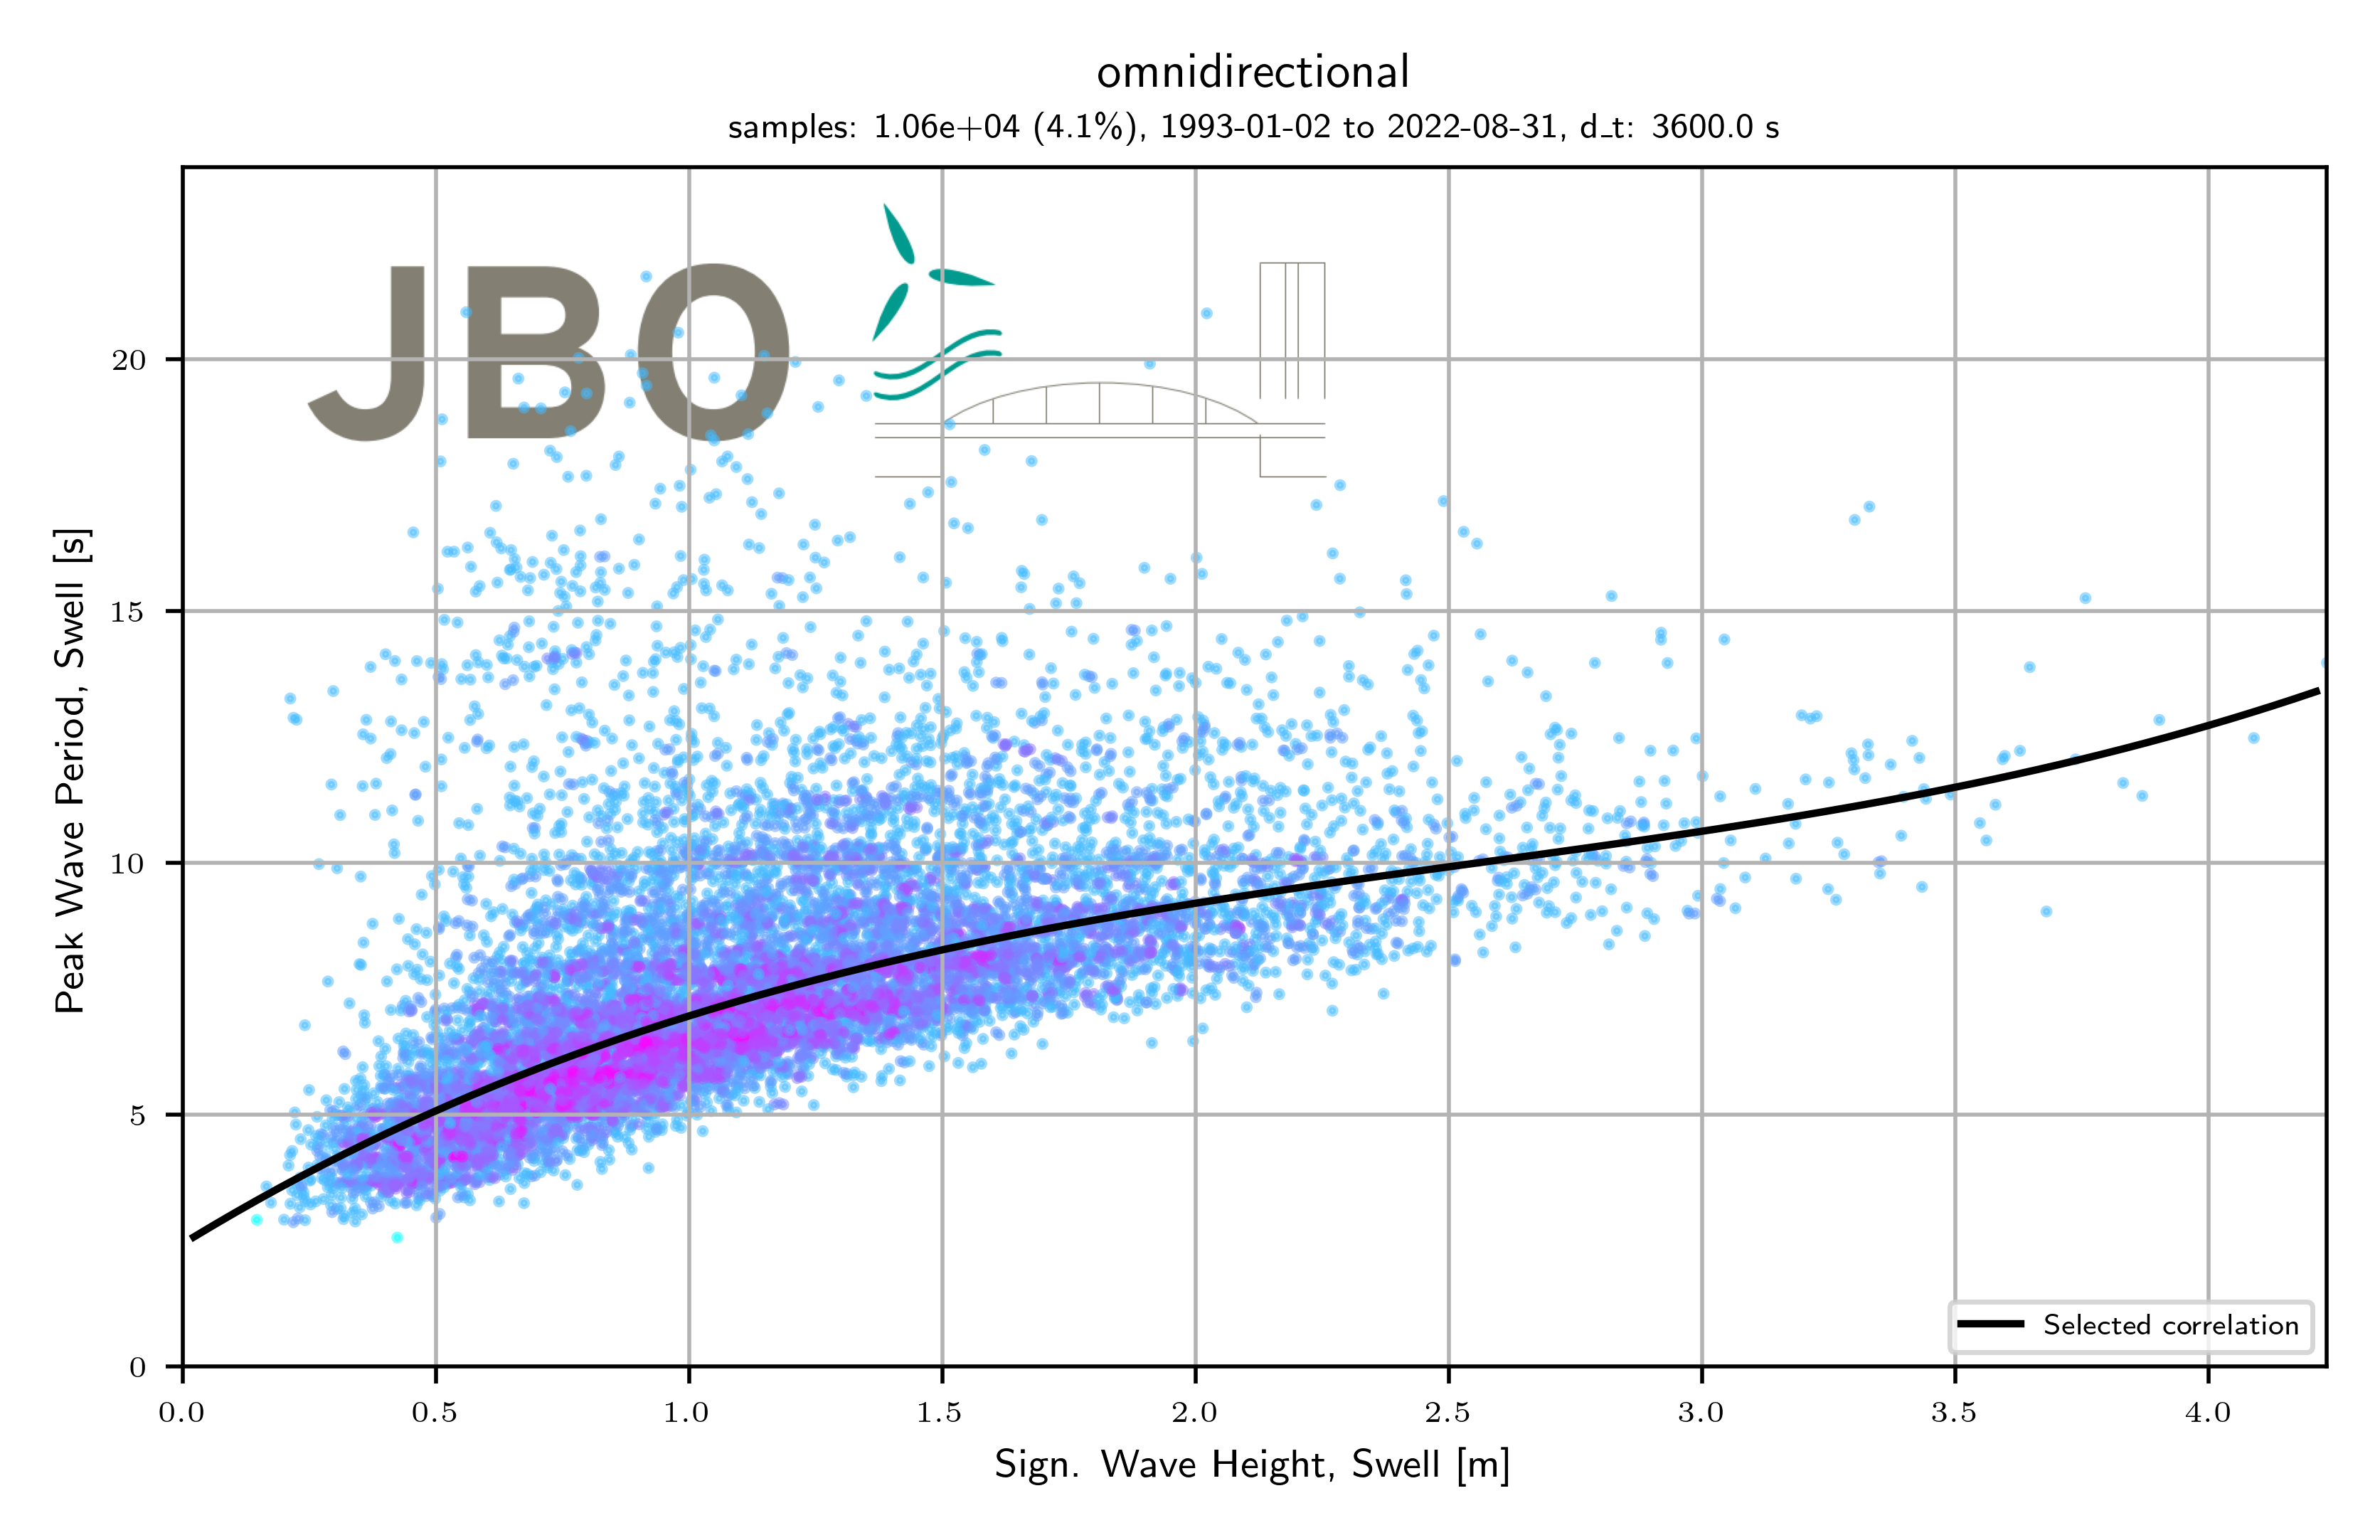 omnidirectional
samples: 1.06e+04 (4.1%), 1993-01-02 to 2022-08-31, d_t: 3600.0 s
JBO
Peak Wave Period, Swell [s]
20
15
10
5
0
Selected correlation
0.0 0.5 1.0 1.5 2.0 2.5 3.0 3.5 4.0
Sign. Wave Height, Swell [m]